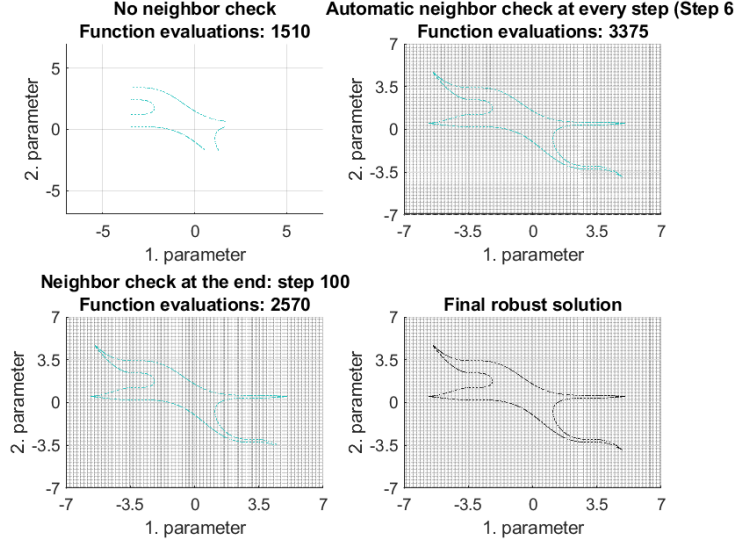 No neighbor check
Function evaluations: 1510
5
0
-5
2. parameter
-5
0
5
1. parameter
Automatic neighbor check at every step (Step 6
Function evaluations: 3375
7
3.5
0
-3.5
-7
2. parameter
-7
-3.5
0
3.5
7
1. parameter
Neighbor check at the end: step 100
Function evaluations: 2570
7
3.5
0
-3.5
-7
2. parameter
-7
-3.5
0
3.5
7
1. parameter
Final robust solution
7
3.5
0
-3.5
-7
2. parameter
-7
-3.5
0
3.5
7
1. parameter